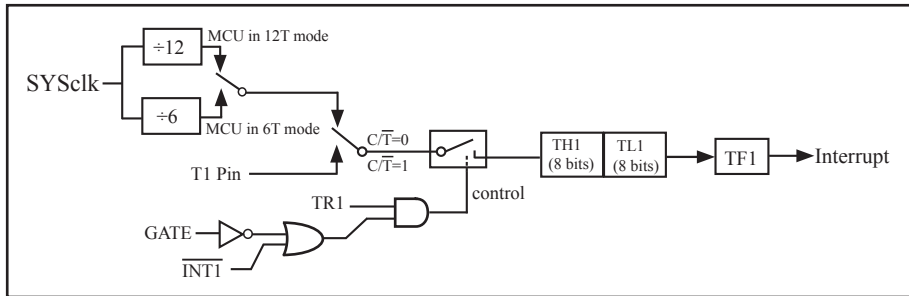 ÷12
MCU in 12T mode
SYSclk
÷6
MCU in 6T mode
C/T̅=0
C/T̅=1
T1 Pin
TH1
(8 bits)
TL1
(8 bits)
TF1
Interrupt
control
TR1
GATE
I̅N̅T̅1̅